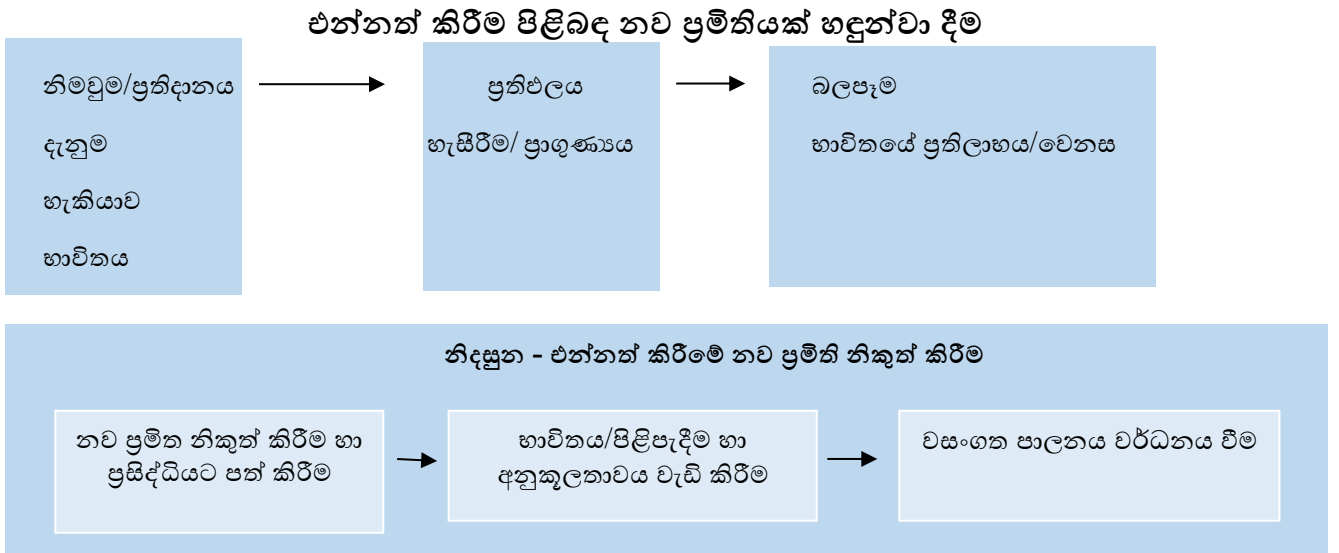 එන්නත් කිරීම පිළිබඳ නව ප්‍රමිතියක් හඳුන්වා දීම
නිමවුම/ප්‍රතිදානය
දැනුම
හැකියාව
භාවිතය
ප්‍රතිඵලය
හැසිරීම/ ප්‍රාගුණ්‍යය
බලපෑම
භාවිතයේ ප්‍රතිලාභය/වෙනස
නිදසුන - එන්නත් කිරීමේ නව ප්‍රමිති නිකුත් කිරීම
නව ප්‍රමිත නිකුත් කිරීම හා
ප්‍රසිද්ධියට පත් කිරීම
භාවිතය/පිළිපැදීම හා
අනුකූලතාවය වැඩි කිරීම
වසංගත පාලනය වර්ධනය වීම